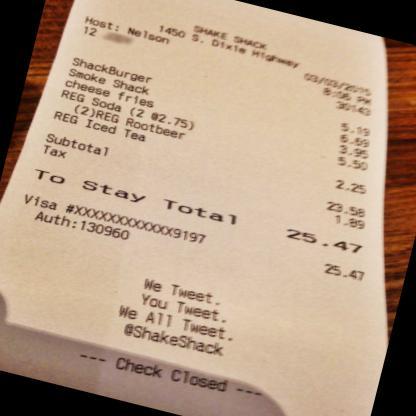 SHAKE SHACK
1450 S. Dixie Highway
Host: Nelson 03/03/2015
12 PM
30143
ShackBurger 5.19
Smoke Shack 6.69
cheese fries 3.95
REG Soda (2 @2.75) 5.50
(2)REG Rootbeer
REG Iced Tea 2.25
Subtotal 23.58
Tax 1.89
To Stay Total 25.47
Visa #XXXXXXXXXXXX9197 25.47
Auth:130960
We Tweet.
You Tweet.
We All Tweet.
@ShakeShack
--- Check Closed ---